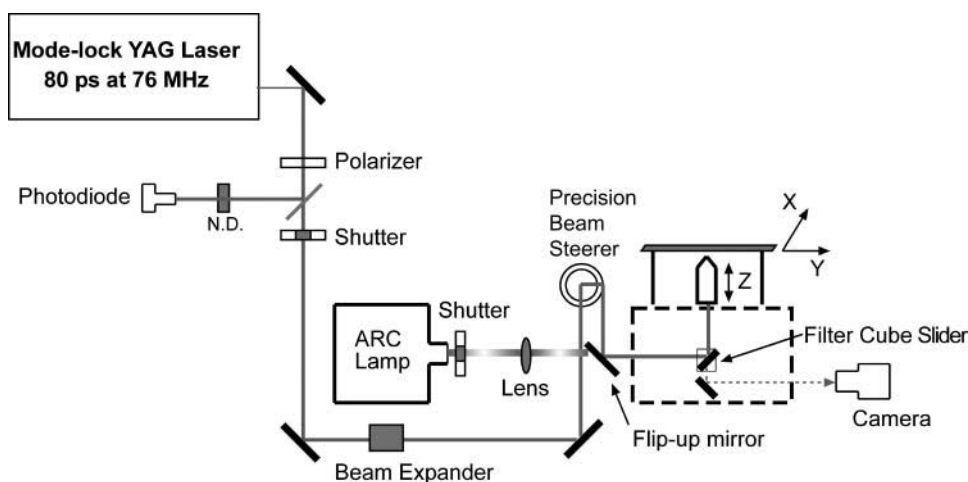 Mode-lock YAG Laser
80 ps at 76 MHz
Polarizer
Photodiode
N.D.
Shutter
Precision
Beam
Steerer
X
Y
Z
Shutter
ARC
Lamp
Lens
Filter Cube Slider
Camera
Flip-up mirror
Beam Expander